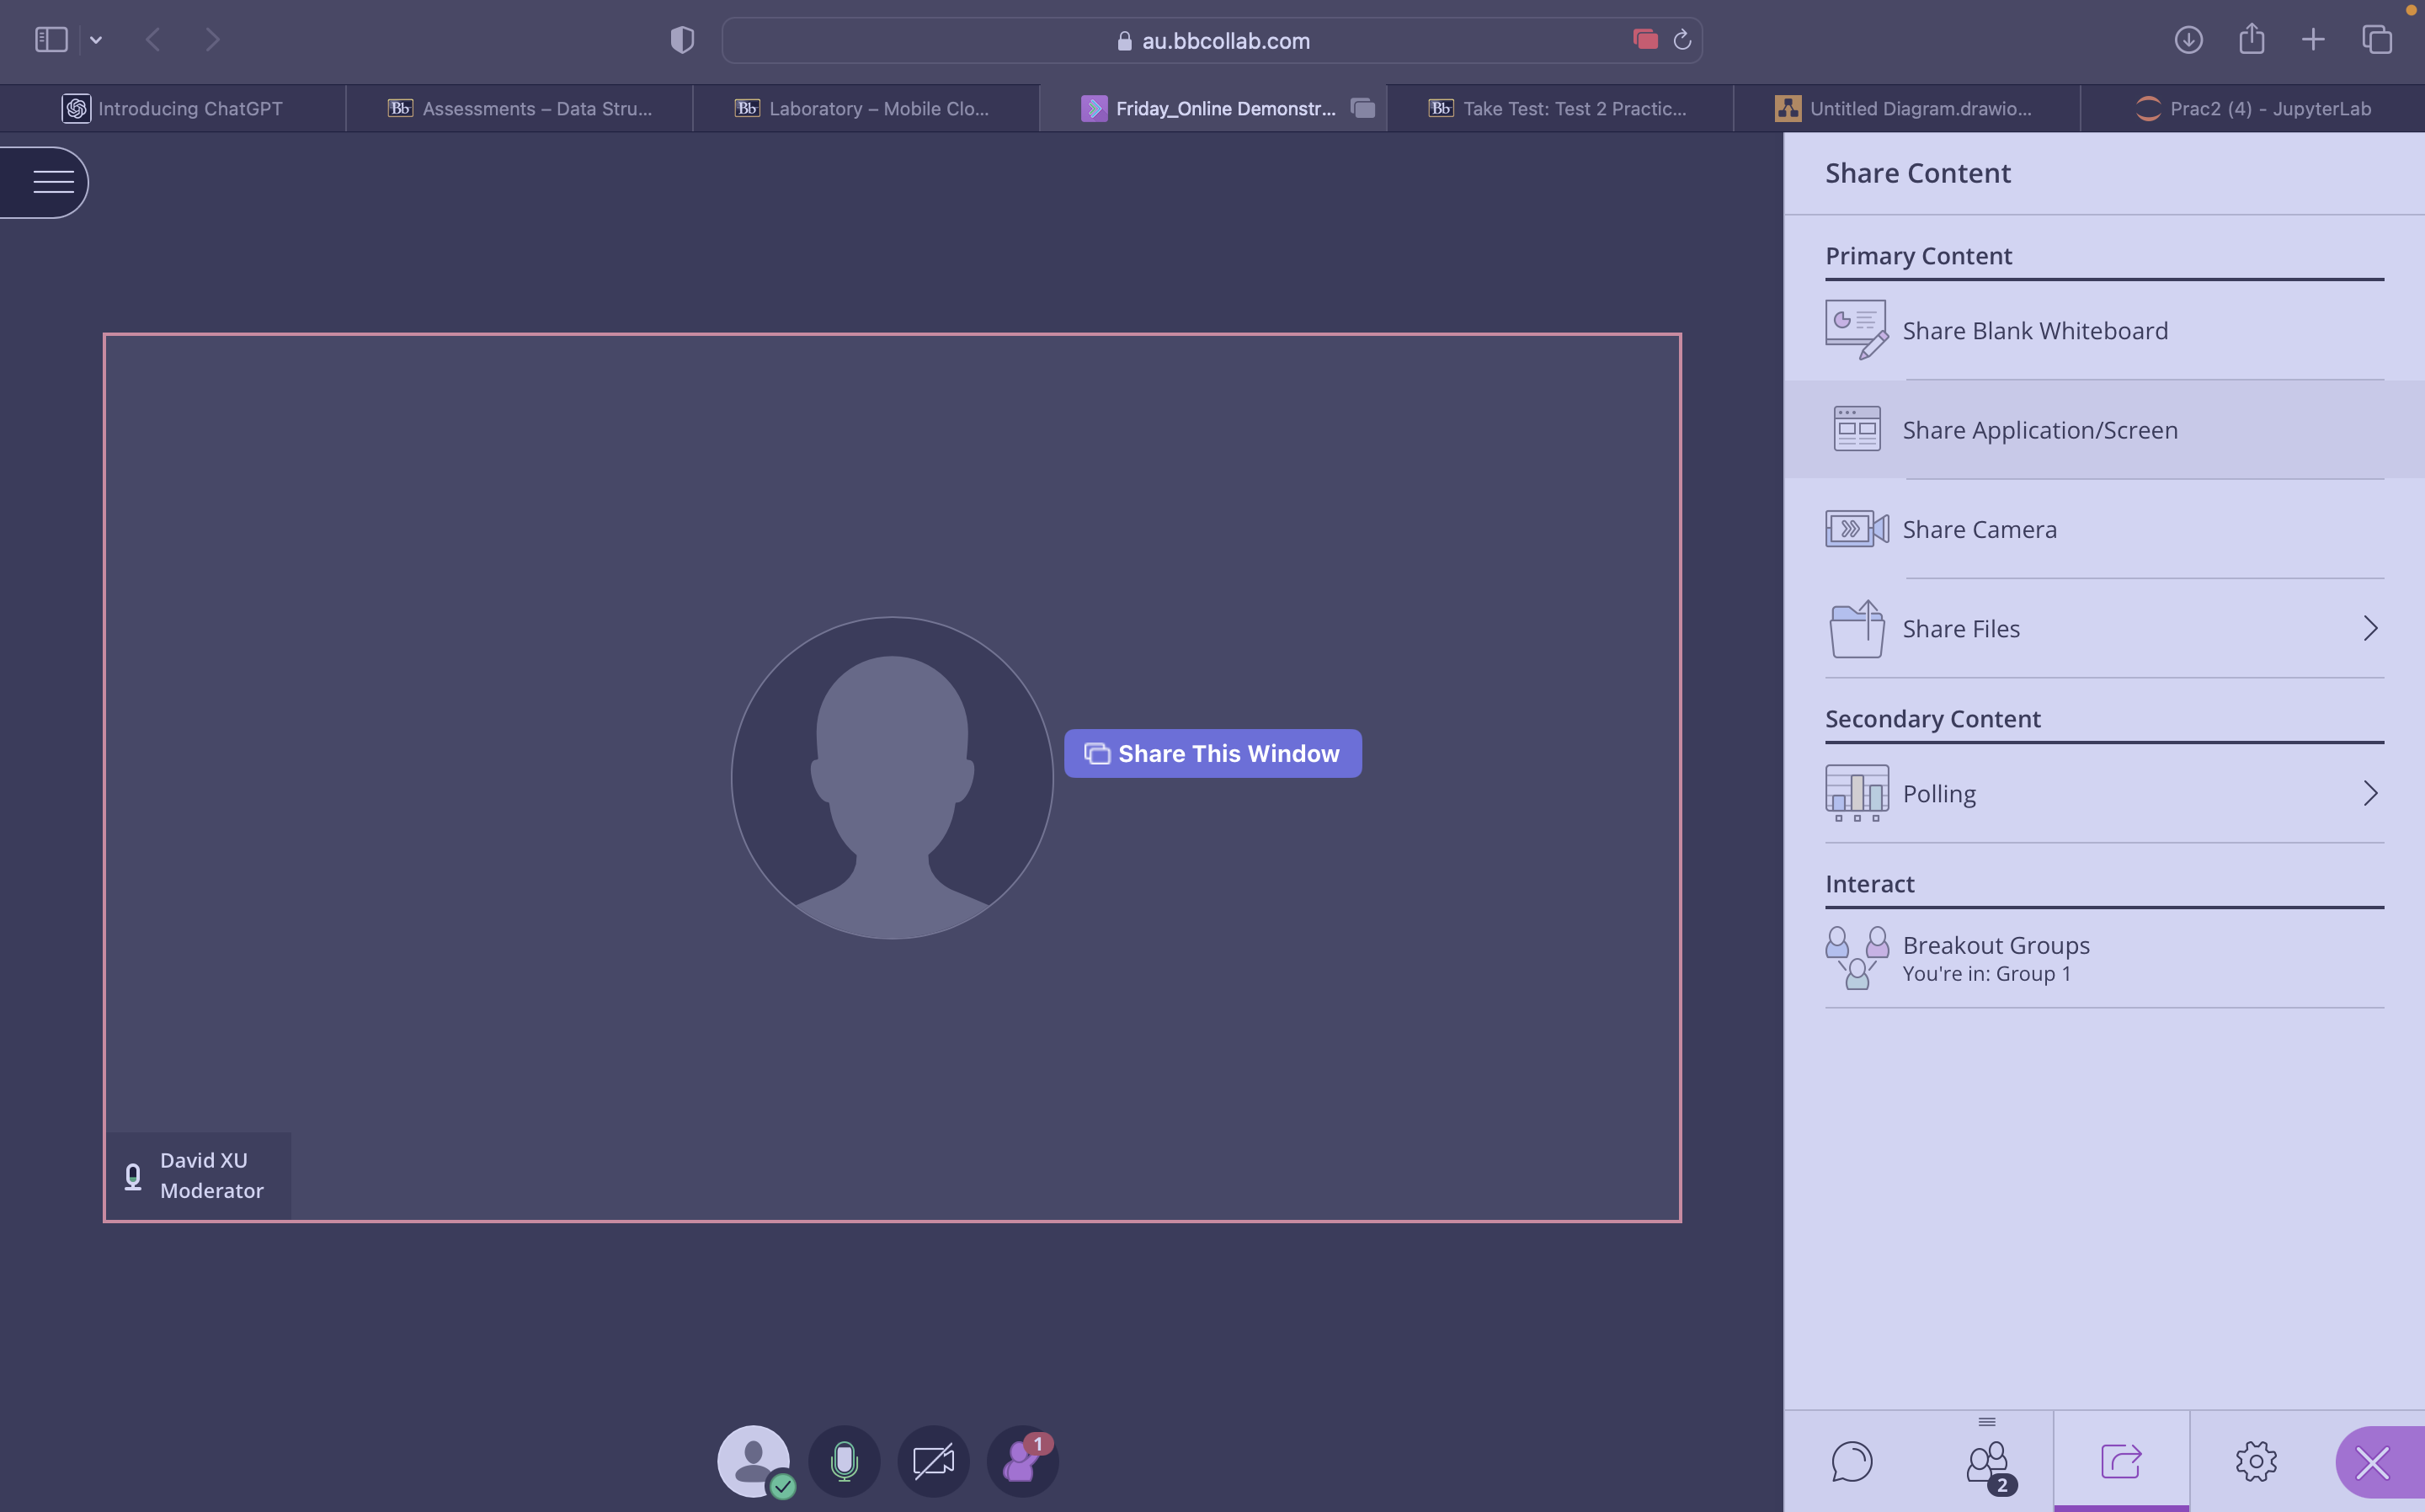 au.bbcollab.com
Introducing ChatGPT
Bb Assessments – Data Stru...
Bb Laboratory – Mobile Clo...
Friday_Online Demonstr...
Bb Take Test: Test 2 Practic...
Untitled Diagram.drawio...
Prac2 (4) - JupyterLab
Share This Window
David XU
Moderator
1
Share Content
Primary Content
Share Blank Whiteboard
Share Application/Screen
Share Camera
Share Files
Secondary Content
Polling
Interact
Breakout Groups
You're in: Group 1
2